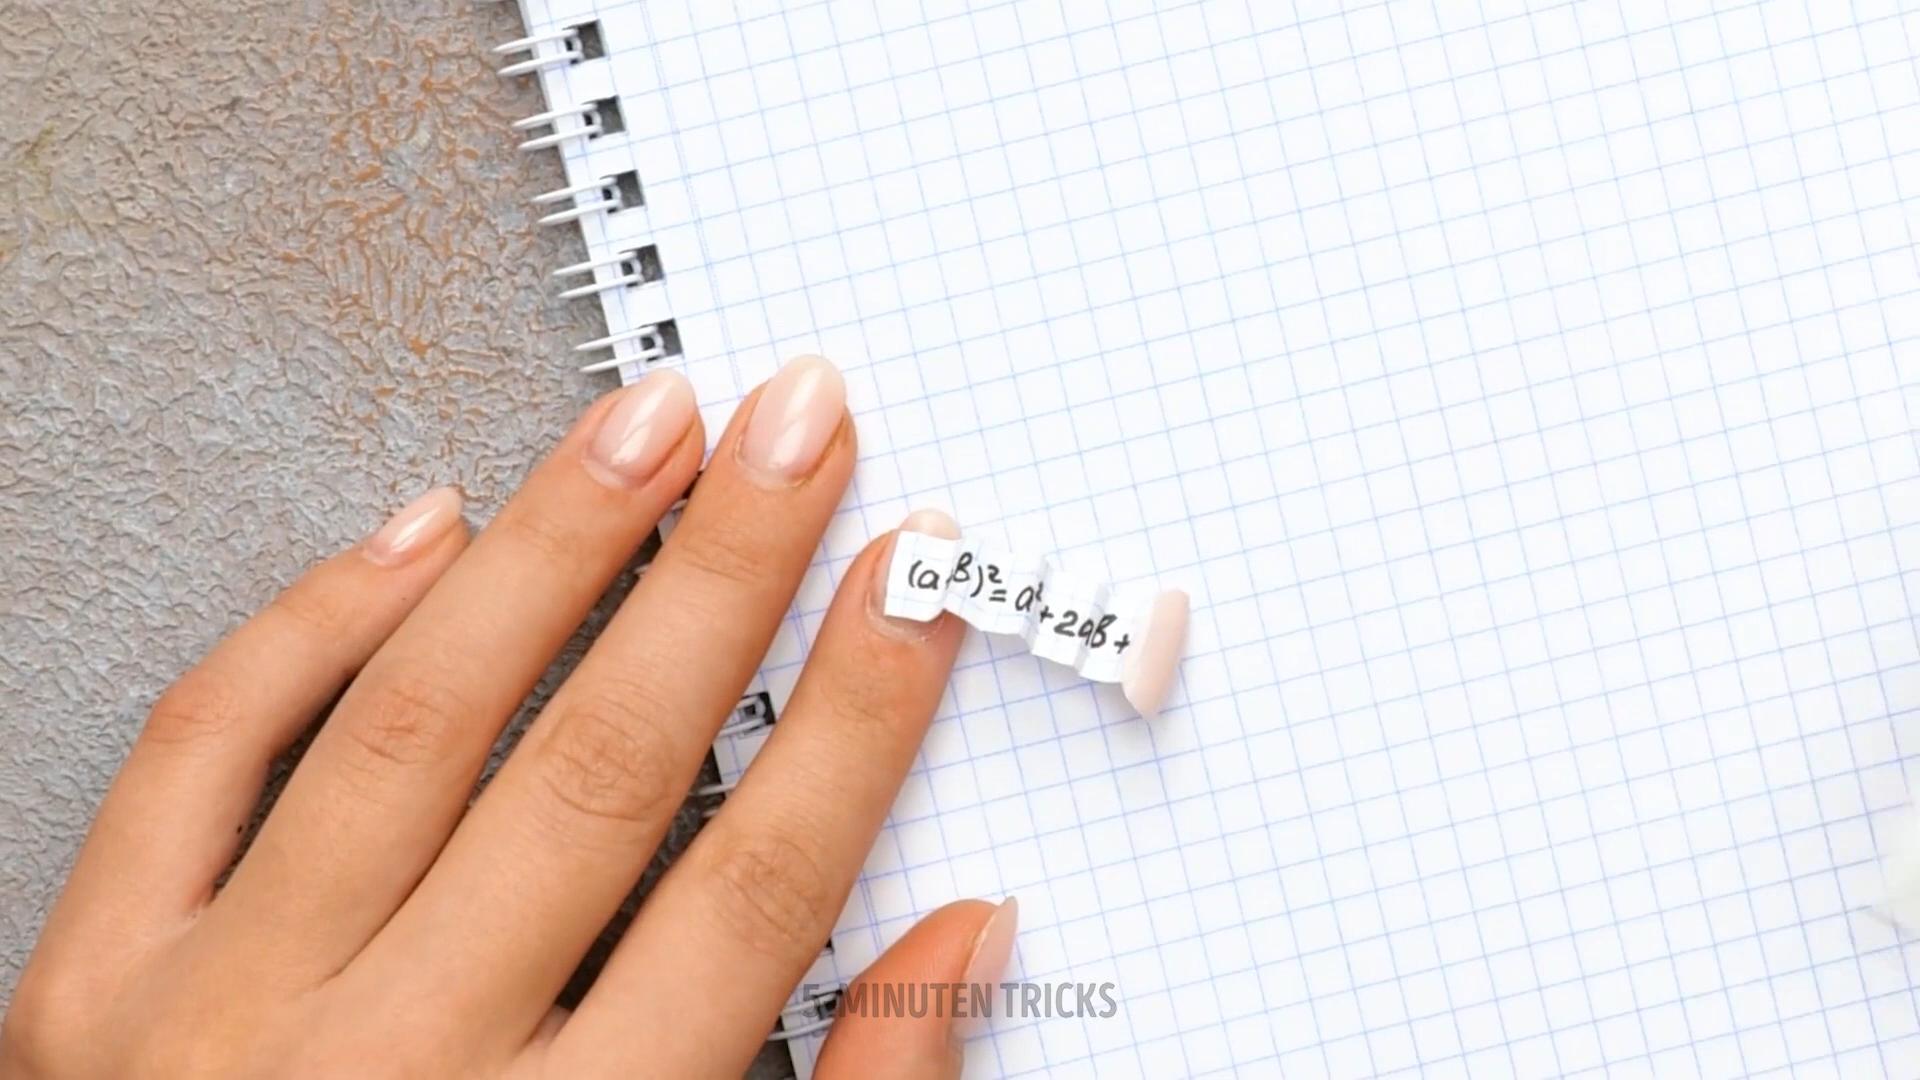 (a β)²= a²+ 2aβ+
5-MINUTEN TRICKS